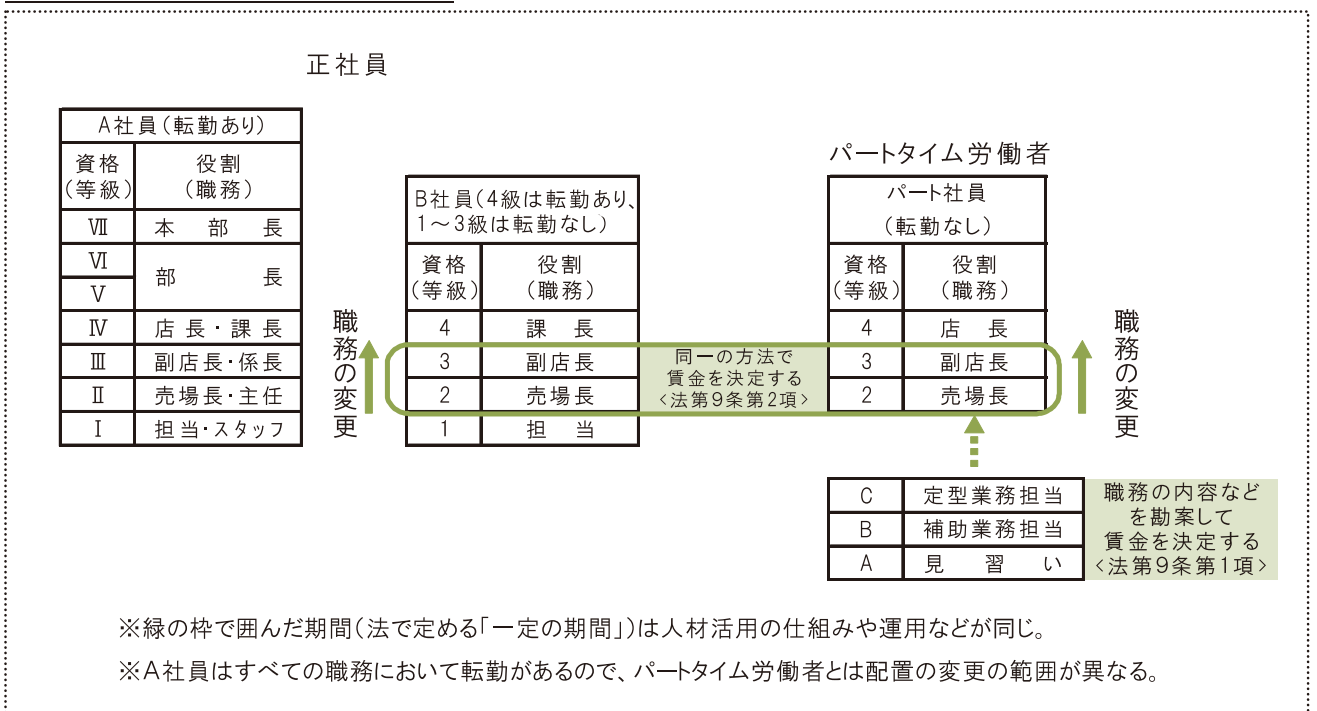 正社員
A社員(転勤あり)
資格
(等級)
役割
(職務)
Ⅶ
本部長
Ⅵ
部長
Ⅴ
Ⅳ
店長・課長
Ⅲ
副店長・係長
Ⅱ
売場長・主任
Ⅰ
担当・スタッフ
職務の変更
B社員(4級は転勤あり、
1～3級は転勤なし)
資格
(等級)
役割
(職務)
4
課長
3
副店長
2
売場長
1
担当
同一の方法で
賃金を決定する
<法第9条第2項>
パートタイム労働者
パート社員
(転勤なし)
資格
(等級)
役割
(職務)
4
店長
3
副店長
2
売場長
職務の変更
C
定型業務担当
B
補助業務担当
A
見習い
職務の内容など
を勘案して
賃金を決定する
<法第9条第1項>
※緑の枠で囲んだ期間(法で定める「一定の期間」)は人材活用の仕組みや運用などが同じ。
※A社員はすべての職務において転勤があるので、パートタイム労働者とは配置の変更の範囲が異なる。